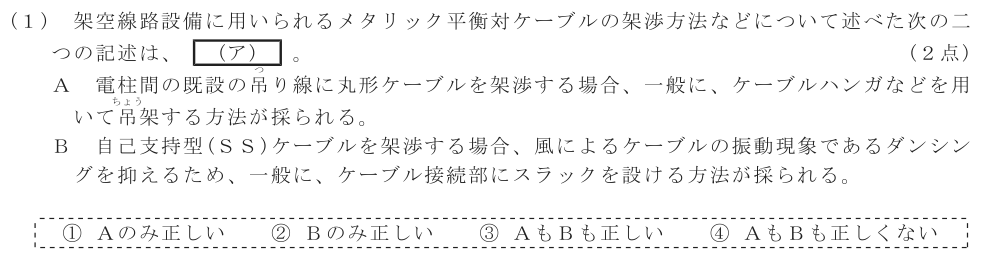 (1) 架空線路設備に用いられるメタリック平衡対ケーブルの架渉方法などについて述べた次の二
つの記述は、 (ア) 。 (2点)
A 電柱間の既設の吊り線に丸形ケーブルを架渉する場合、一般に、ケーブルハンガなどを用
いて吊架する方法が採られる。
B 自己支持型(SS)ケーブルを架渉する場合、風によるケーブルの振動現象であるダンシン
グを抑えるため、一般に、ケーブル接続部にスラックを設ける方法が採られる。
① Aのみ正しい ② Bのみ正しい ③ AもBも正しい ④ AもBも正しくない